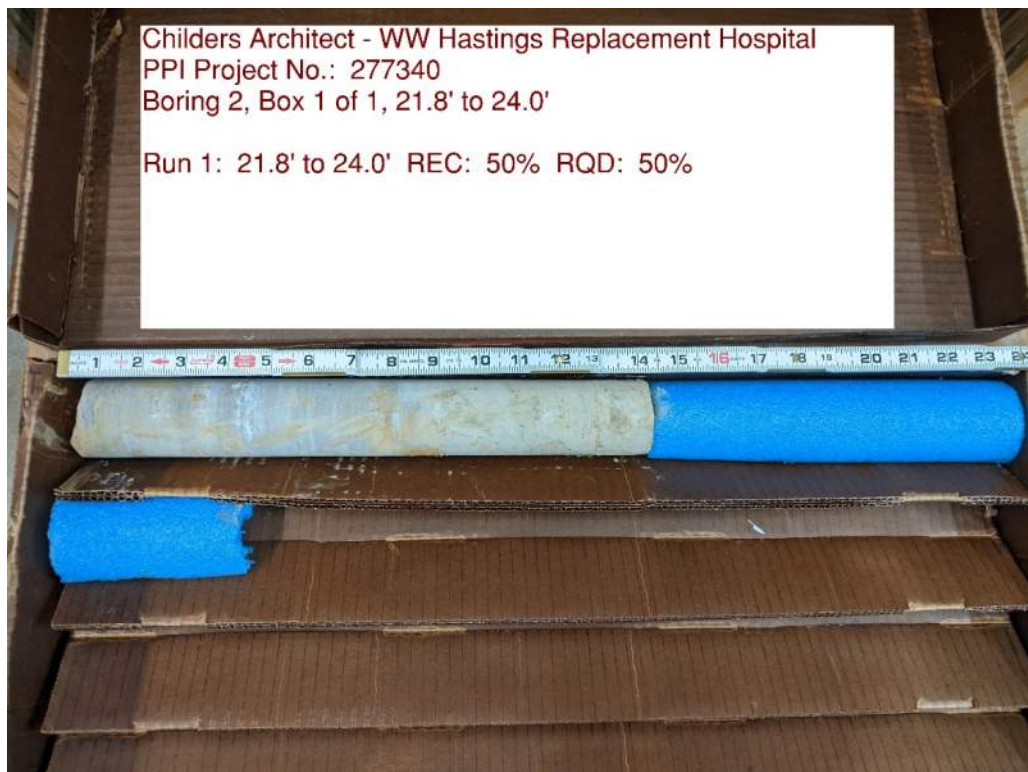 Childers Architect - WW Hastings Replacement Hospital
PPI Project No.: 277340
Boring 2, Box 1 of 1, 21.8' to 24.0'
Run 1: 21.8' to 24.0' REC: 50% RQD: 50%
1 2 3 4 5 6 7 8 9 10 11 12 13 14 15 16 17 18 19 20 21 22 23